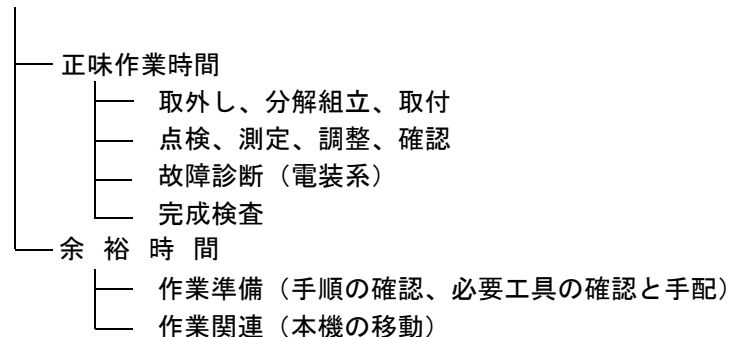 正味作業時間
取外し、分解組立、取付
点検、測定、調整、確認
故障診断（電装系）
完成検査
余 裕 時 間
作業準備（手順の確認、必要工具の確認と手配）
作業関連（本機の移動）